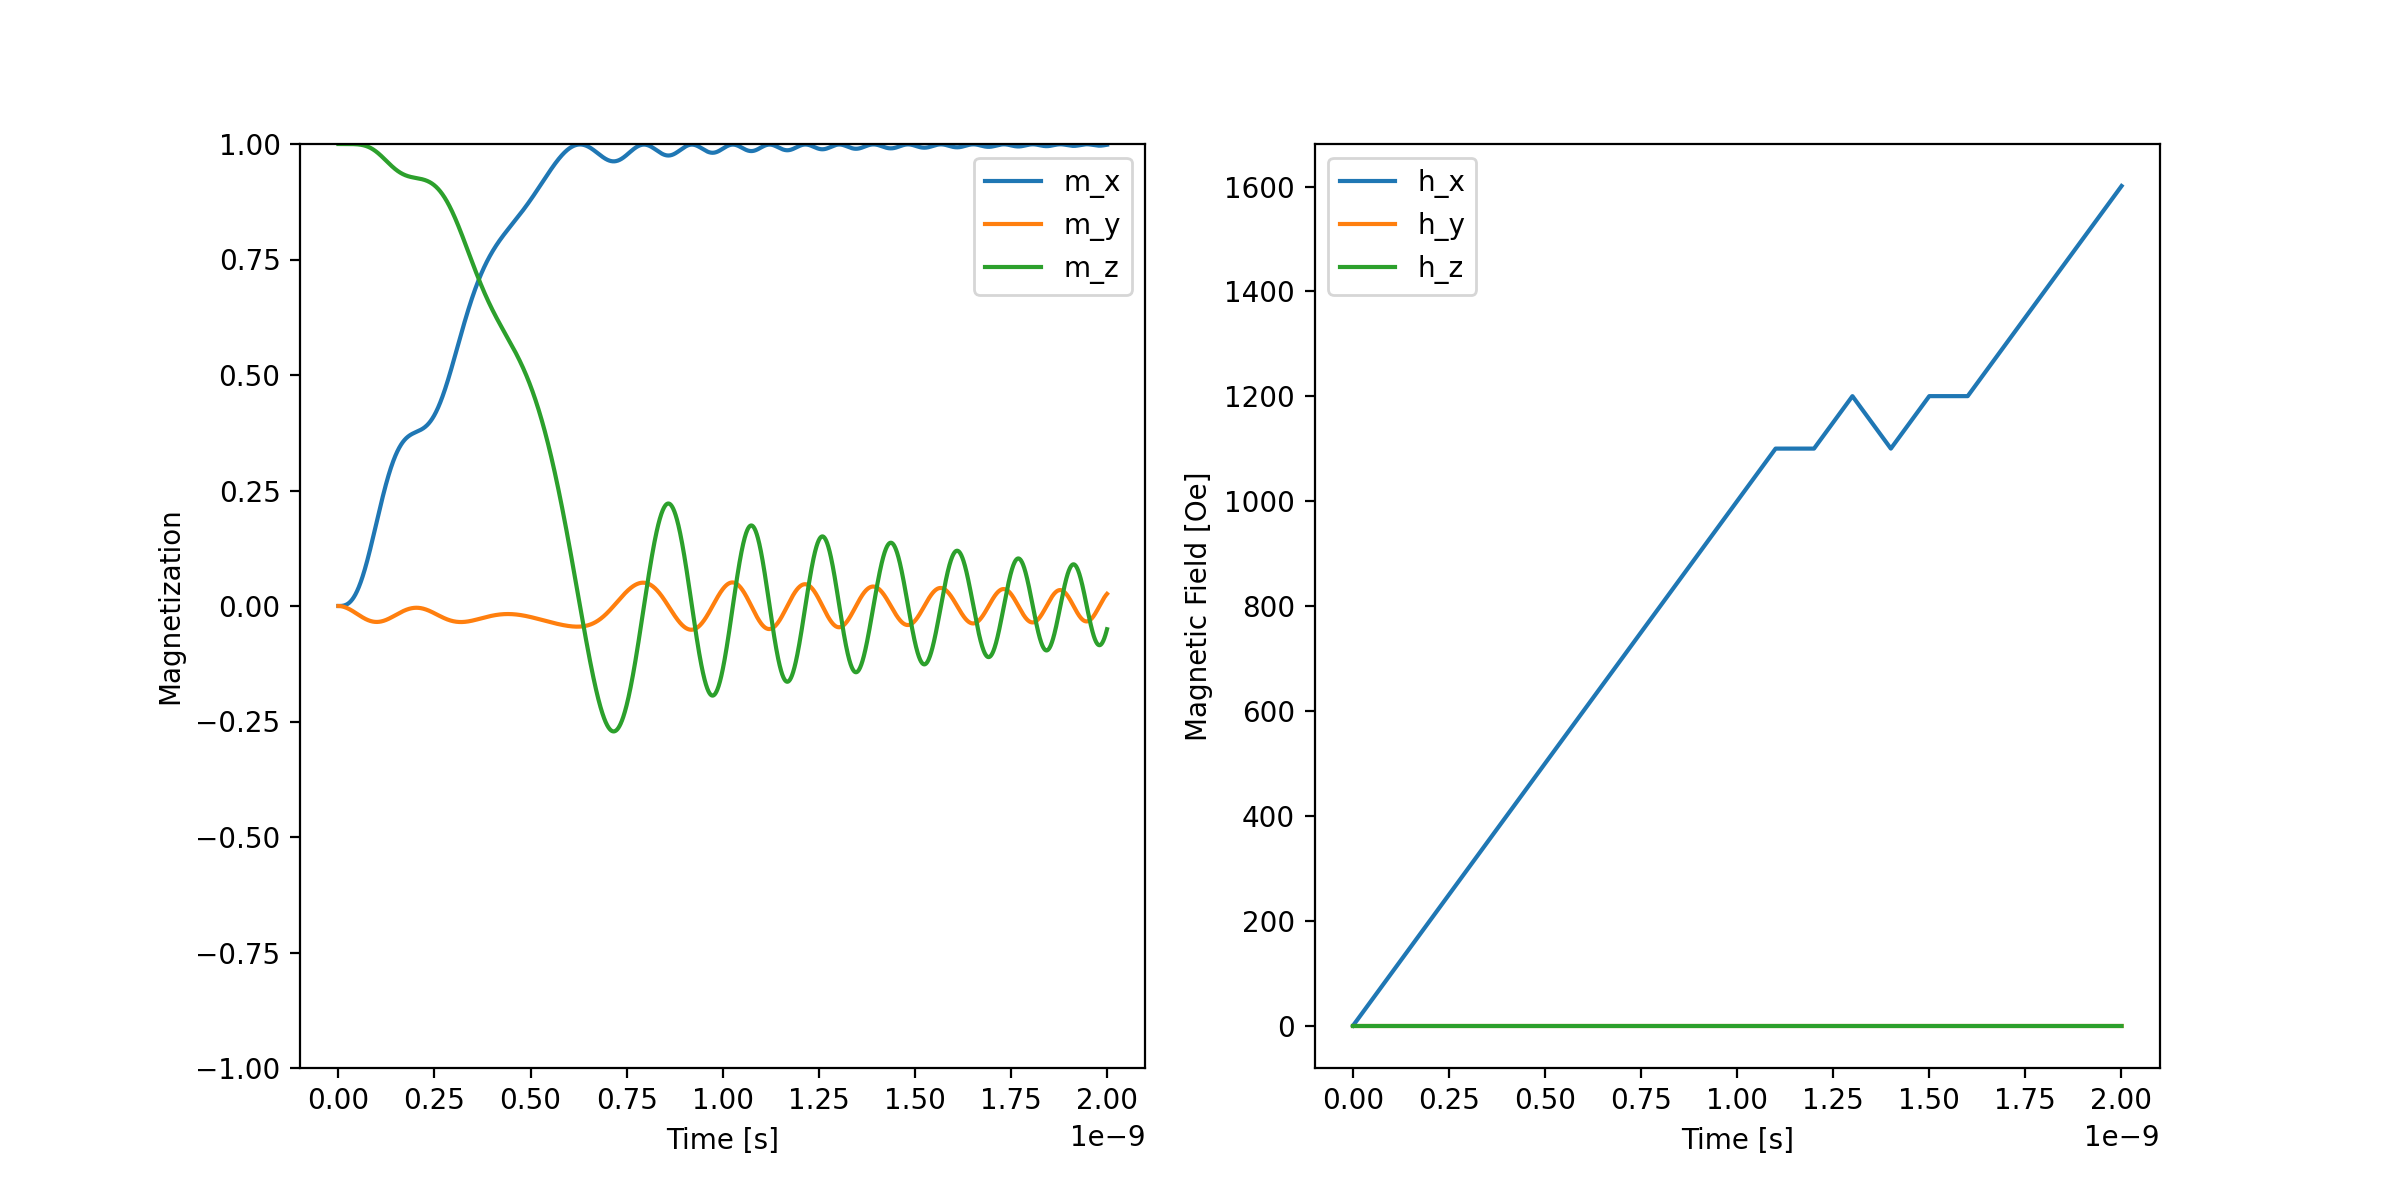 1.00
0.75
0.50
0.25
0.00
−0.25
−0.50
−0.75
−1.00
Magnetization
m_x
m_y
m_z
0.00 0.25 0.50 0.75 1.00 1.25 1.50 1.75 2.00
Time [s]
1e−9
1600
1400
1200
1000
800
600
400
200
0
Magnetic Field [Oe]
h_x
h_y
h_z
0.00 0.25 0.50 0.75 1.00 1.25 1.50 1.75 2.00
Time [s]
1e−9